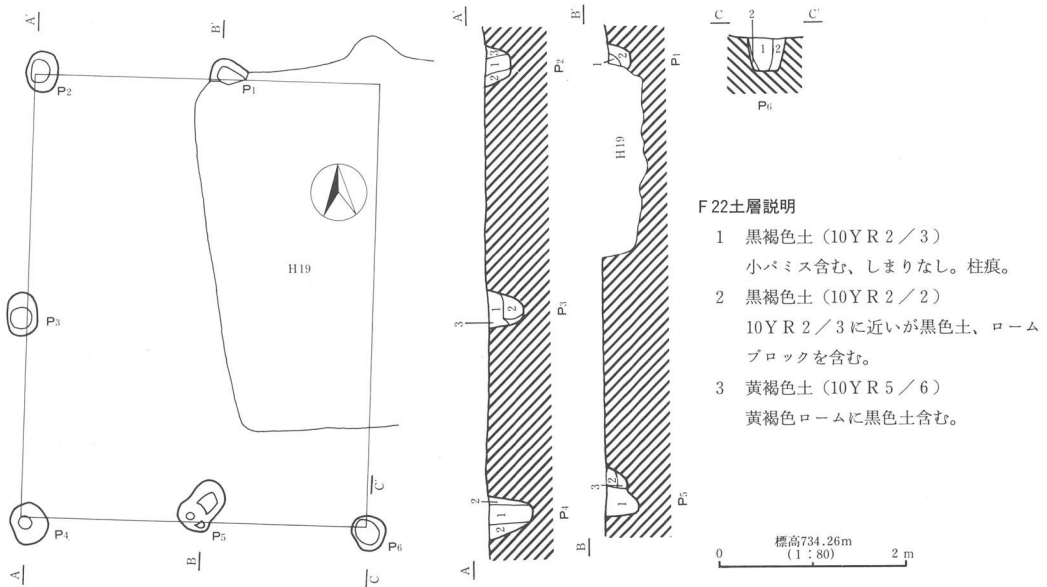 A'
B'
P2
P1
H19
P3
C'
P4
P5
P6
A
B
C
A'
3
1
2
P2
1
2
P3
3
2
1
2
P4
A
B'
1
2
P1
H19
2
3
1
P5
B
C
2
C'
1
2
P6
F22土層説明
1 黒褐色土（10YR2／3）
小パミス含む、しまりなし。柱痕。
2 黒褐色土（10YR2／2）
10YR2／3に近いが黒色土、ローム
ブロックを含む。
3 黄褐色土（10YR5／6）
黄褐色ロームに黒色土含む。
標高734.26m
0 （1：80） 2m